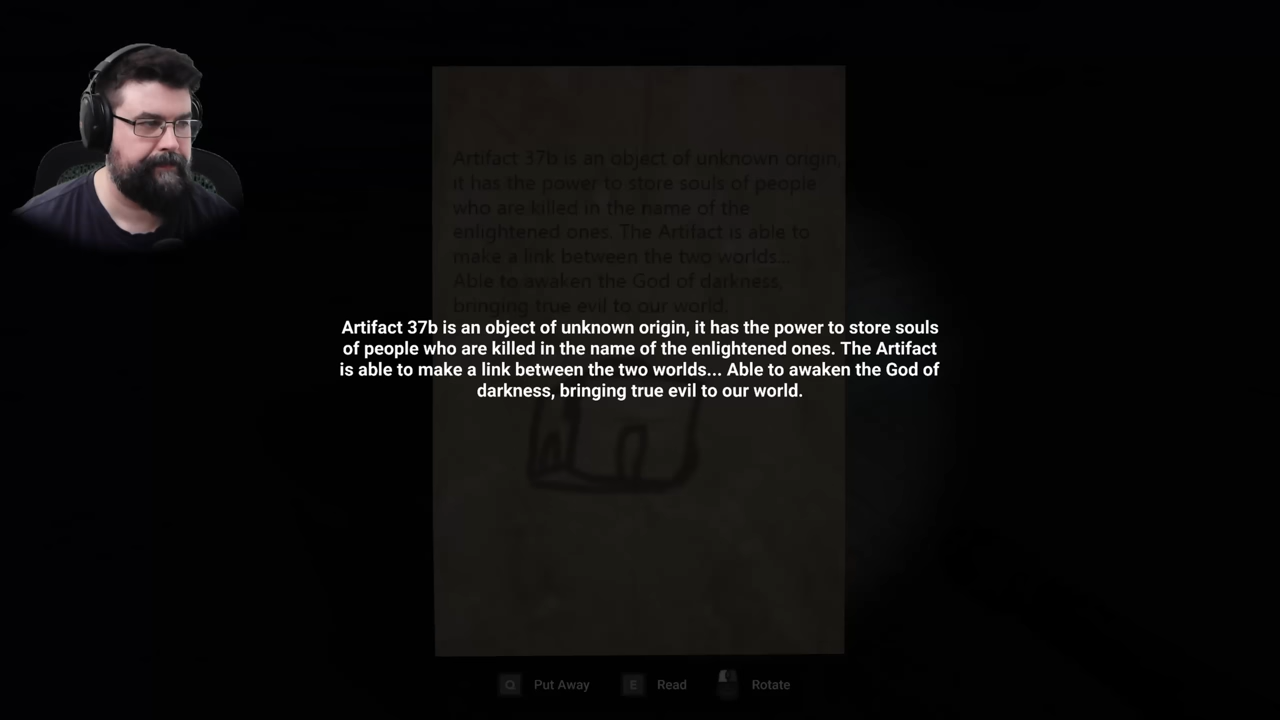 Artifact 37b is an object of unknown origin,
it has the power to store souls of people
who are killed in the name of the
enlightened ones. The Artifact is able to
make a link between the two worlds...
Able to awaken the God of darkness,
bringing true evil to our world.
Artifact 37b is an object of unknown origin, it has the power to store souls
of people who are killed in the name of the enlightened ones. The Artifact
is able to make a link between the two worlds... Able to awaken the God of
darkness, bringing true evil to our world.
Q Put Away E Read Rotate